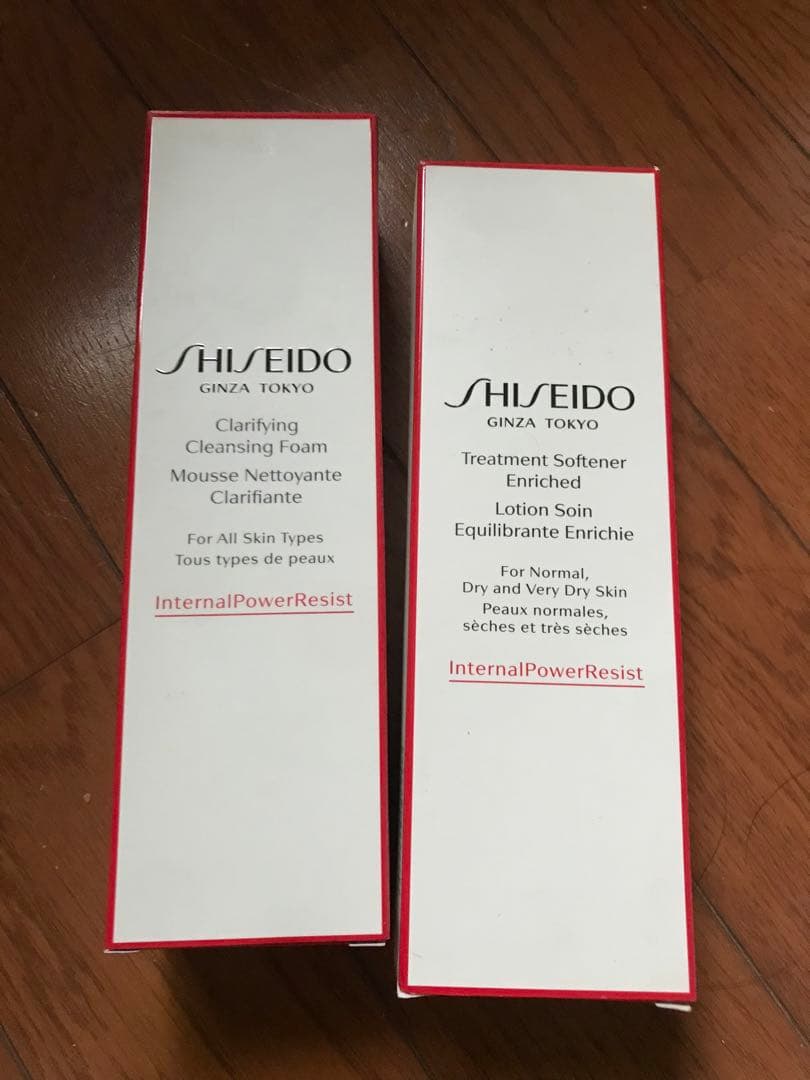 SHISEIDO
GINZA TOKYO
Clarifying
Cleansing Foam
Mousse Nettoyante
Clarifiante
For All Skin Types
Tous types de peaux
InternalPowerResist
SHISEIDO
GINZA TOKYO
Treatment Softener
Enriched
Lotion Soin
Equilibrante Enrichie
For Normal,
Dry and Very Dry Skin
Peaux normales,
sèches et très sèches
InternalPowerResist